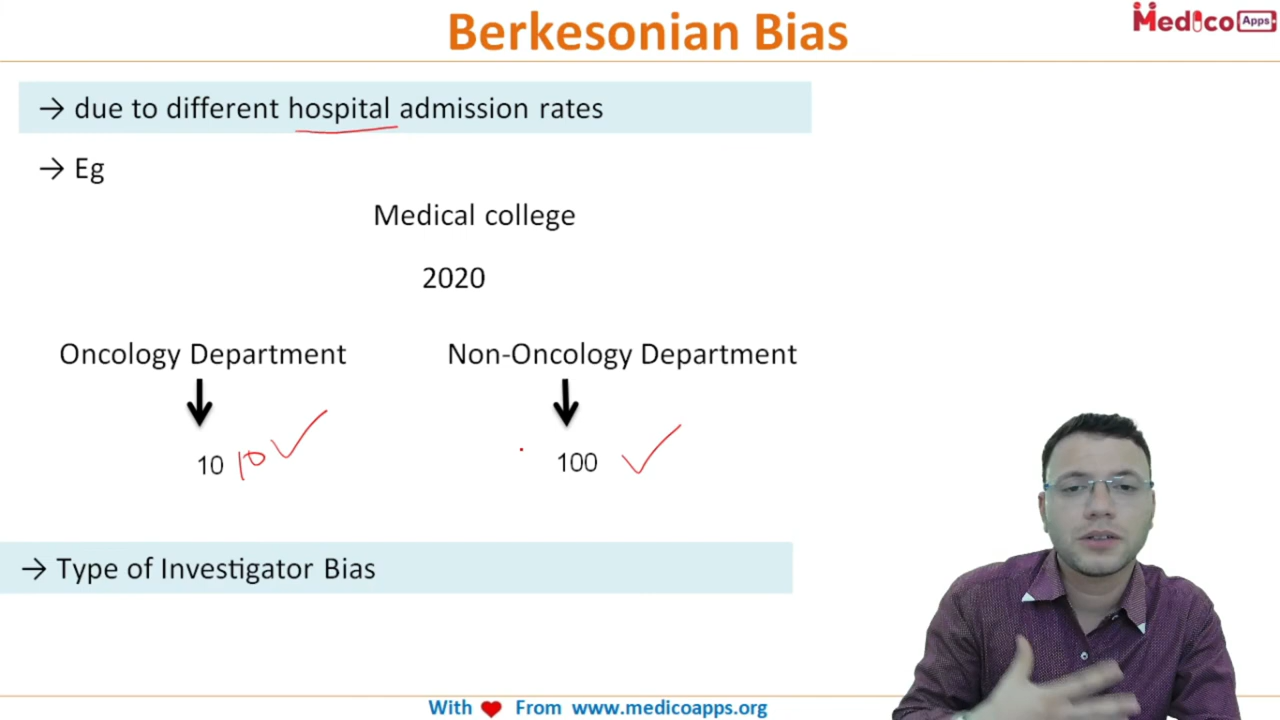 Berkesonian Bias
Medico Apps
→ due to different hospital admission rates
→ Eg
Medical college
2020
Oncology Department
Non-Oncology Department
10 10
100
→ Type of Investigator Bias
With ❤ From www.medicoapps.org